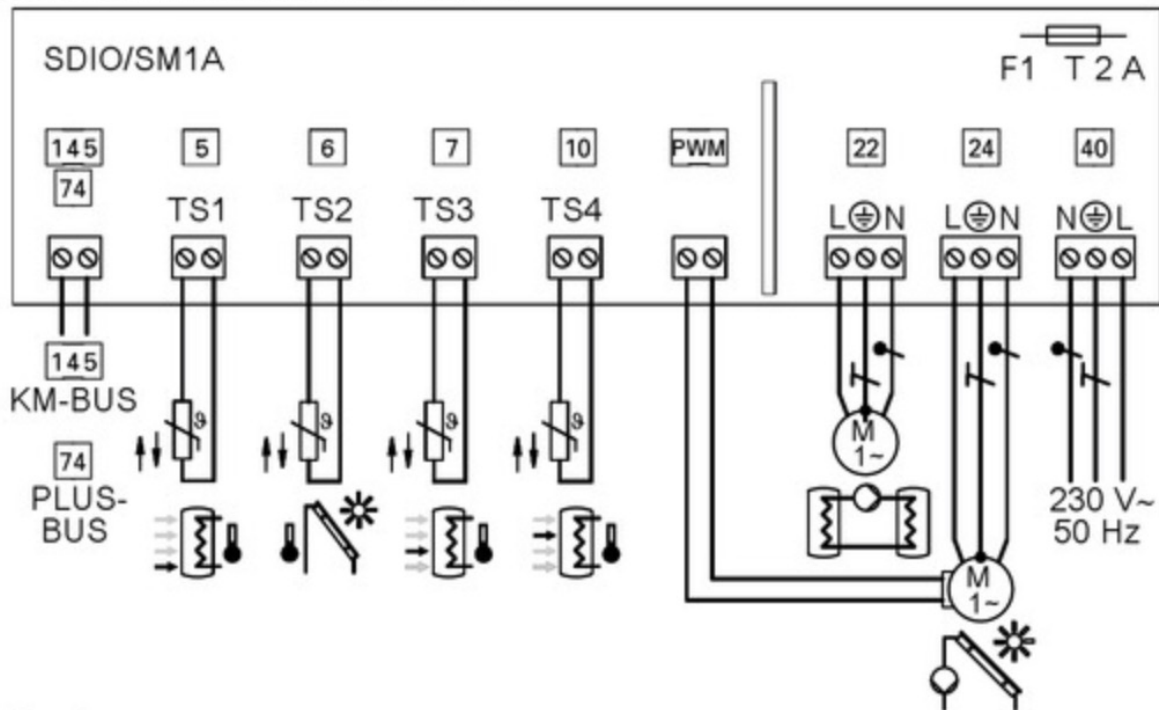 SDIO/SM1A
F1 T 2 A
145 5 6 7 10 PWM 22 24 40
74
TS1 TS2 TS3 TS4
L N L N N L
145
KM-BUS
ϑ ϑ ϑ ϑ
M
1~
74
PLUS-
BUS
230 V~
50 Hz
M
1~